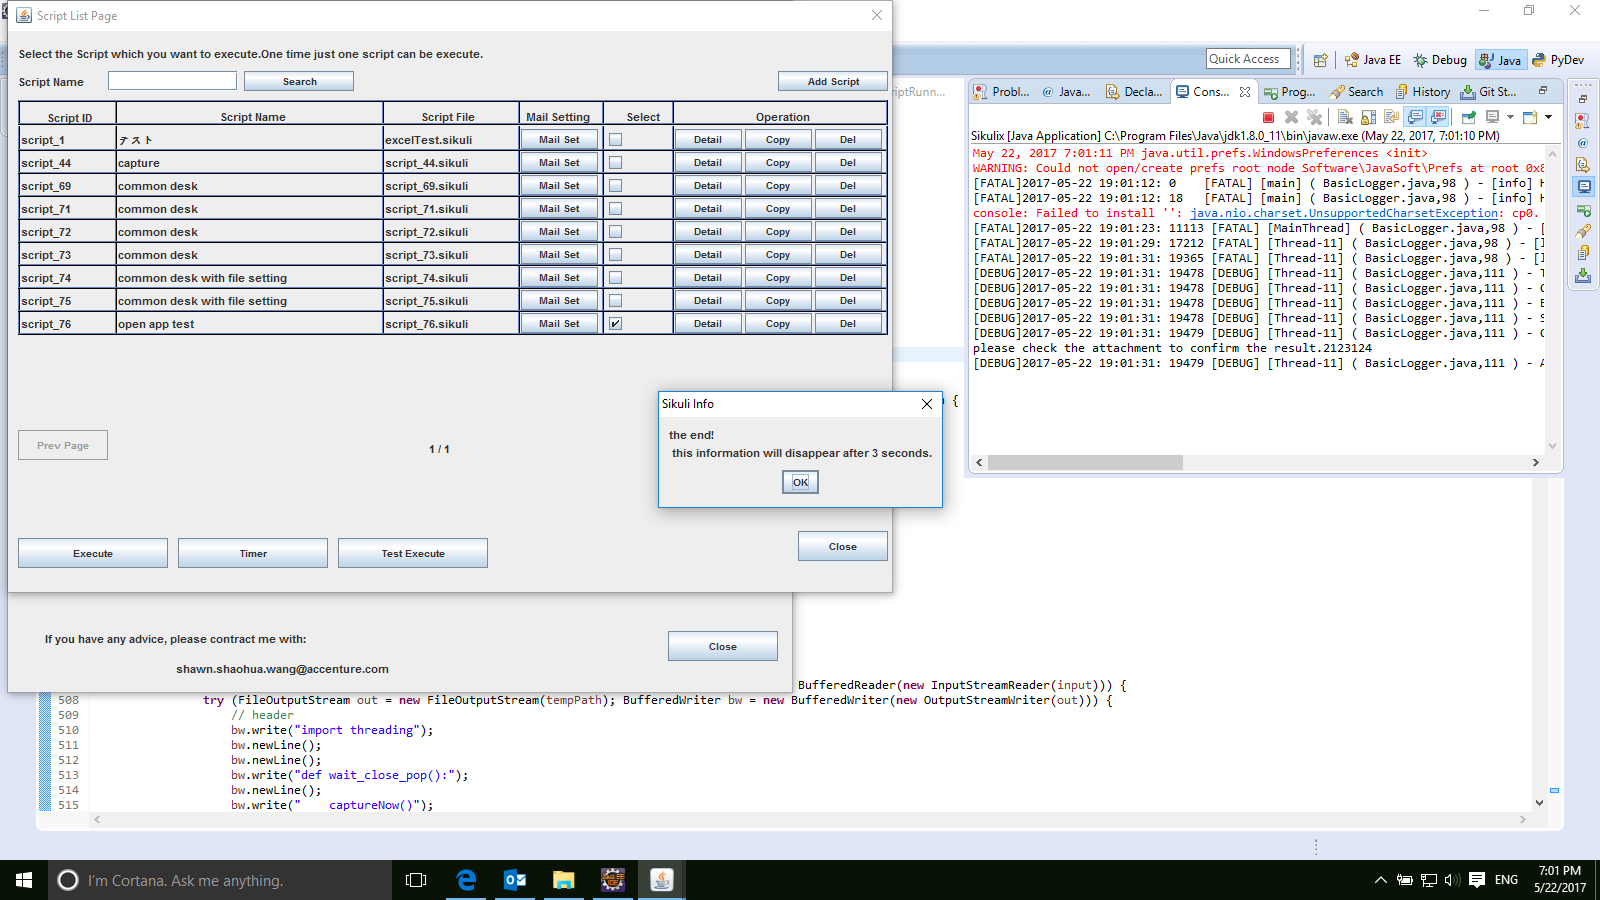 Script List Page
Select the Script which you want to execute.One time just one script can be execute.
Script Name
Search
Add Script
Script ID Script Name Script File Mail Setting Select Operation
script_1 テスト excelTest.sikuli Mail Set Detail Copy Del
script_44 capture script_44.sikuli Mail Set Detail Copy Del
script_69 common desk script_69.sikuli Mail Set Detail Copy Del
script_71 common desk script_71.sikuli Mail Set Detail Copy Del
script_72 common desk script_72.sikuli Mail Set Detail Copy Del
script_73 common desk script_73.sikuli Mail Set Detail Copy Del
script_74 common desk with file setting script_74.sikuli Mail Set Detail Copy Del
script_75 common desk with file setting script_75.sikuli Mail Set Detail Copy Del
script_76 open app test script_76.sikuli Mail Set Detail Copy Del
Prev Page
1 / 1
Execute
Timer
Test Execute
Close
Sikuli Info
the end!
this information will disappear after 3 seconds.
OK
If you have any advice, please contract me with:
shawn.shaohua.wang@accenture.com
Close
Quick Access
Java EE
Debug
Java
PyDev
riptRunn...
Probl...
@ Java...
Decla...
Cons...
Prog...
Search
History
Git St...
Sikulix [Java Application] C:\Program Files\Java\jdk1.8.0_11\bin\javaw.exe (May 22, 2017, 7:01:10 PM)
May 22, 2017 7:01:11 PM java.util.prefs.WindowsPreferences <init>
WARNING: Could not open/create prefs root node Software\JavaSoft\Prefs at root 0x8
[FATAL]2017-05-22 19:01:12: 0 [FATAL] [main] ( BasicLogger.java,98 ) - [info] H
[FATAL]2017-05-22 19:01:12: 18 [FATAL] [main] ( BasicLogger.java,98 ) - [info] H
console: Failed to install '': java.nio.charset.UnsupportedCharsetException: cp0.
[FATAL]2017-05-22 19:01:23: 11113 [FATAL] [MainThread] ( BasicLogger.java,98 ) - [
[FATAL]2017-05-22 19:01:29: 17212 [FATAL] [Thread-11] ( BasicLogger.java,98 ) - [l
[FATAL]2017-05-22 19:01:31: 19365 [FATAL] [Thread-11] ( BasicLogger.java,98 ) - [I
[DEBUG]2017-05-22 19:01:31: 19478 [DEBUG] [Thread-11] ( BasicLogger.java,111 ) - T
[DEBUG]2017-05-22 19:01:31: 19478 [DEBUG] [Thread-11] ( BasicLogger.java,111 ) - C
[DEBUG]2017-05-22 19:01:31: 19478 [DEBUG] [Thread-11] ( BasicLogger.java,111 ) - E
[DEBUG]2017-05-22 19:01:31: 19478 [DEBUG] [Thread-11] ( BasicLogger.java,111 ) - S
[DEBUG]2017-05-22 19:01:31: 19479 [DEBUG] [Thread-11] ( BasicLogger.java,111 ) - C
please check the attachment to confirm the result.2123124
[DEBUG]2017-05-22 19:01:31: 19479 [DEBUG] [Thread-11] ( BasicLogger.java,111 ) - A
{
BufferedReader(new InputStreamReader(input))) {
508 try (FileOutputStream out = new FileOutputStream(tempPath); BufferedWriter bw = new BufferedWriter(new OutputStreamWriter(out))) {
509 // header
510 bw.write("import threading");
511 bw.newLine();
512 bw.newLine();
513 bw.write("def wait_close_pop():");
514 bw.newLine();
515 bw.write(" captureNow()");
I'm Cortana. Ask me anything.
ENG
7:01 PM
5/22/2017